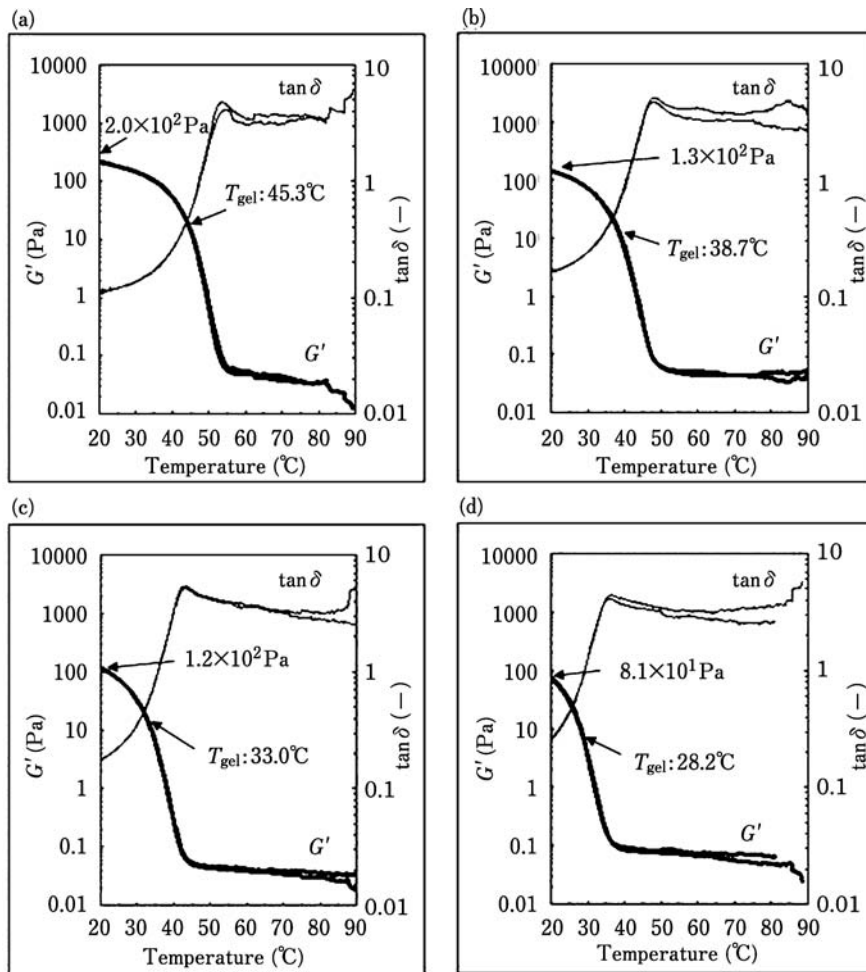 (a)
10000
1000
100
10
1
0.1
0.01
G′ (Pa)
10
1
0.1
0.01
tan δ (—)
tan δ
2.0×10²Pa
T_gel:45.3℃
G′
20 30 40 50 60 70 80 90
Temperature (℃)
(b)
10000
1000
100
10
1
0.1
0.01
G′ (Pa)
10
1
0.1
0.01
tan δ (—)
tan δ
1.3×10²Pa
T_gel:38.7℃
G′
20 30 40 50 60 70 80 90
Temperature (℃)
(c)
10000
1000
100
10
1
0.1
0.01
G′ (Pa)
10
1
0.1
0.01
tan δ (—)
tan δ
1.2×10²Pa
T_gel:33.0℃
G′
20 30 40 50 60 70 80 90
Temperature (℃)
(d)
10000
1000
100
10
1
0.1
0.01
G′ (Pa)
10
1
0.1
0.01
tan δ (—)
tan δ
8.1×10¹Pa
T_gel:28.2℃
G′
20 30 40 50 60 70 80 90
Temperature (℃)